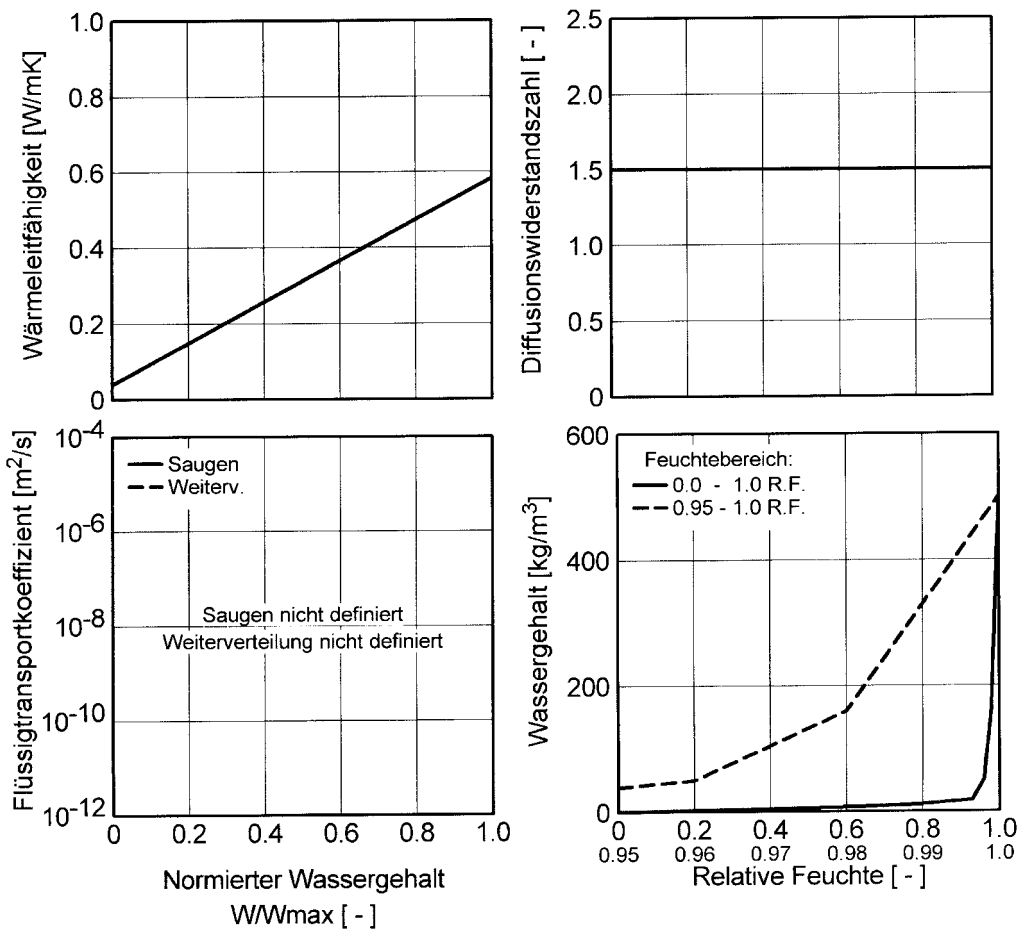 Wärmeleitfähigkeit [W/mK]
1.0
0.8
0.6
0.4
0.2
0
Diffusionswiderstandszahl [ - ]
2.5
2.0
1.5
1.0
0.5
0
Flüssigtransportkoeffizient [m²/s]
10⁻⁴
10⁻⁶
10⁻⁸
10⁻¹⁰
10⁻¹²
Saugen
Weiterv.
Saugen nicht definiert
Weiterverteilung nicht definiert
0 0.2 0.4 0.6 0.8 1.0
Normierter Wassergehalt
W/Wmax [ - ]
Wassergehalt [kg/m³]
600
400
200
0
Feuchtebereich:
0.0 - 1.0 R.F.
0.95 - 1.0 R.F.
0 0.2 0.4 0.6 0.8 1.0
0.95 0.96 0.97 0.98 0.99 1.0
Relative Feuchte [ - ]